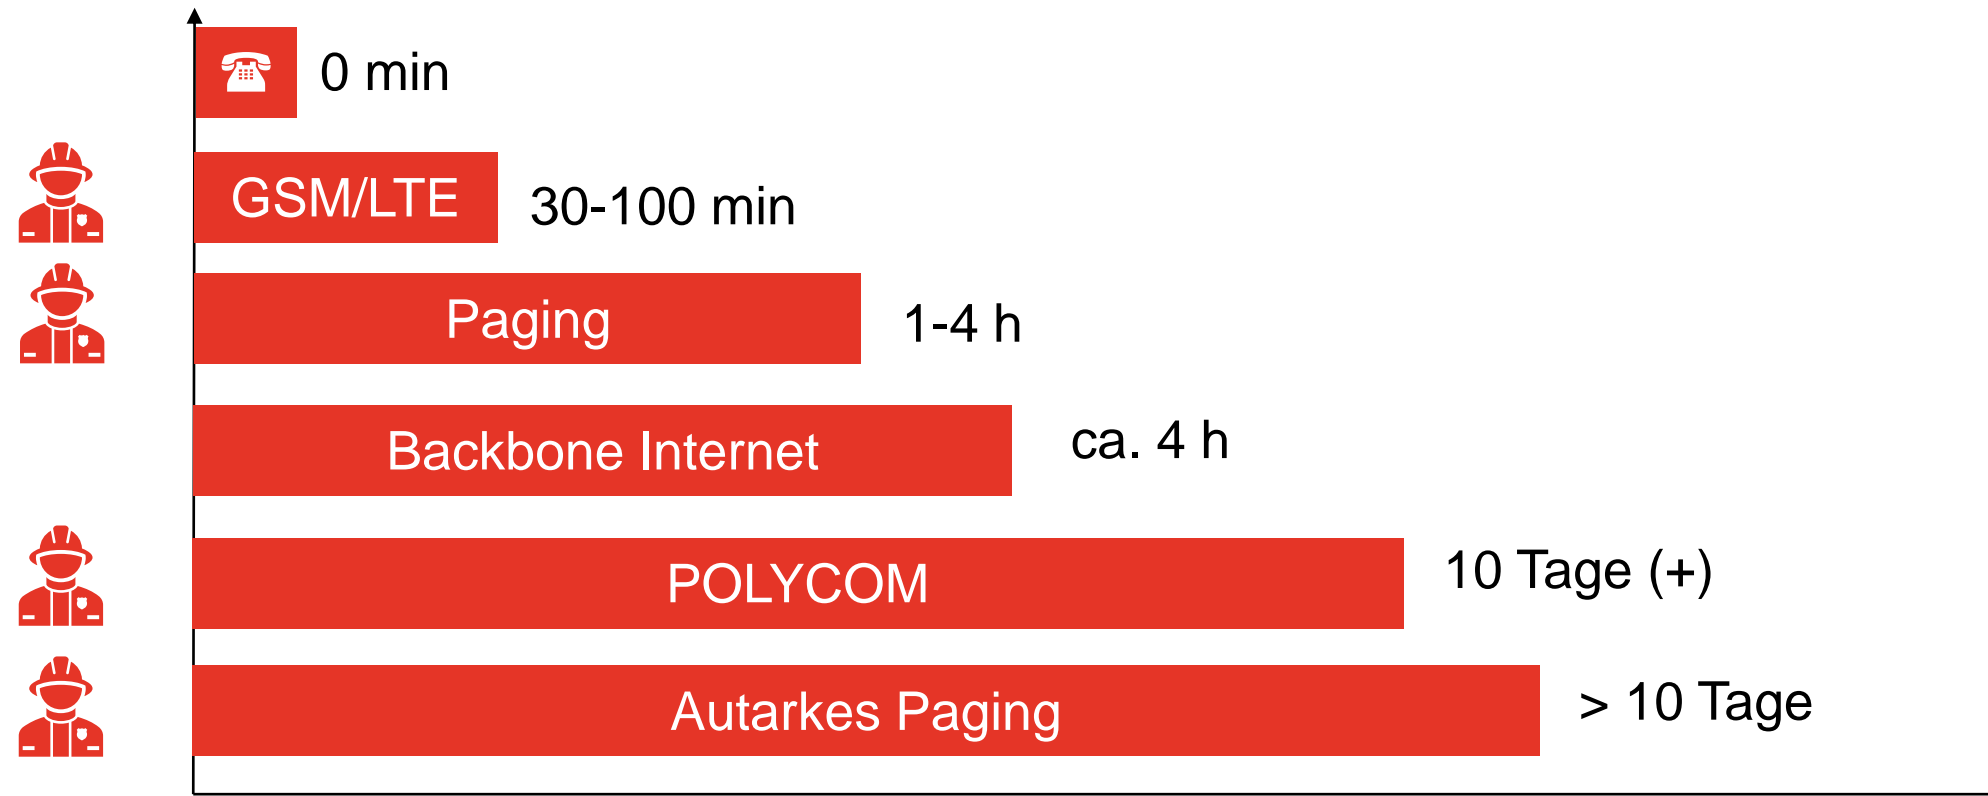 0 min
GSM/LTE
30-100 min
Paging
1-4 h
Backbone Internet
ca. 4 h
POLYCOM
10 Tage (+)
Autarkes Paging
> 10 Tage